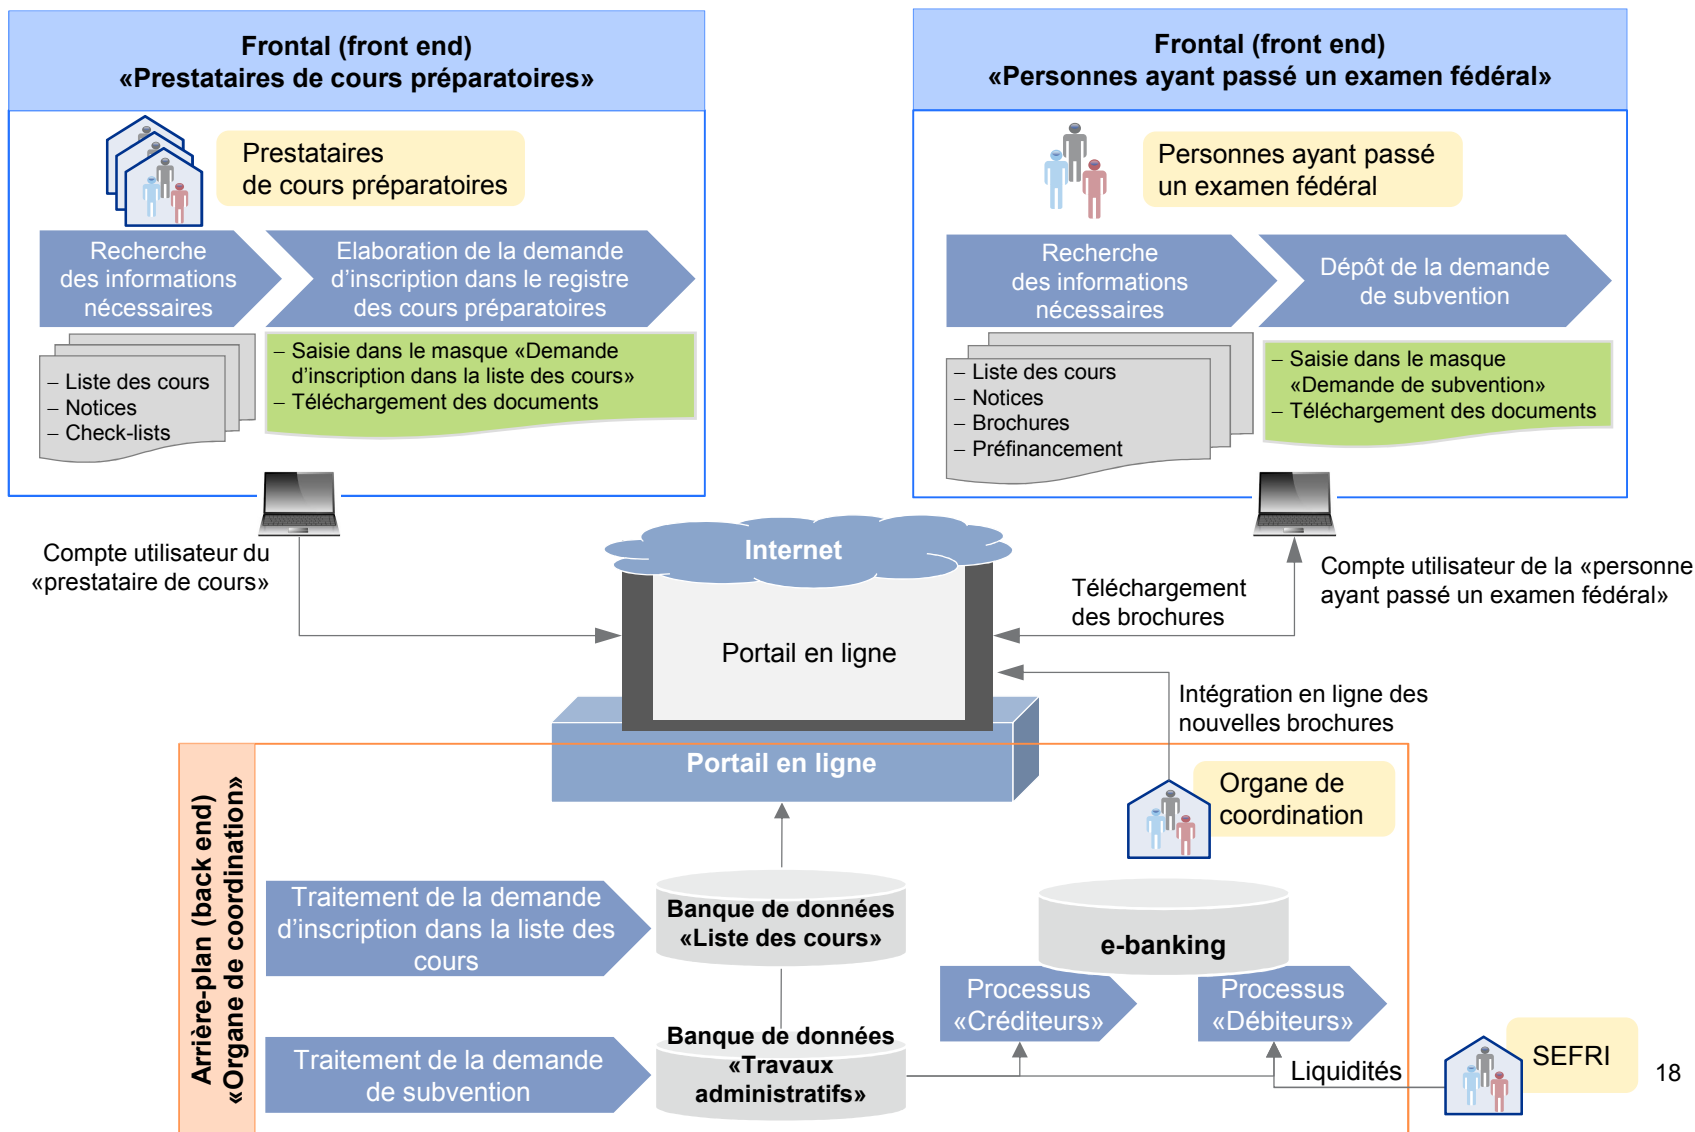 Frontal (front end)
«Prestataires de cours préparatoires»
Prestataires
de cours préparatoires
Recherche
des informations
nécessaires
Elaboration de la demande
d’inscription dans le registre
des cours préparatoires
– Liste des cours
– Notices
– Check-lists
– Saisie dans le masque «Demande
d’inscription dans la liste des cours»
– Téléchargement des documents
Compte utilisateur du
«prestataire de cours»
Frontal (front end)
«Personnes ayant passé un examen fédéral»
Personnes ayant passé
un examen fédéral
Recherche
des informations
nécessaires
Dépôt de la demande
de subvention
– Liste des cours
– Notices
– Brochures
– Préfinancement
– Saisie dans le masque
«Demande de subvention»
– Téléchargement des documents
Compte utilisateur de la «personne
ayant passé un examen fédéral»
Internet
Portail en ligne
Téléchargement
des brochures
Intégration en ligne des
nouvelles brochures
Portail en ligne
Organe de
coordination
Arrière-plan (back end)
«Organe de coordination»
Traitement de la demande
d’inscription dans la liste des
cours
Banque de données
«Liste des cours»
e-banking
Processus
«Créditeurs»
Processus
«Débiteurs»
Traitement de la demande
de subvention
Banque de données
«Travaux
administratifs»
Liquidités
SEFRI
18